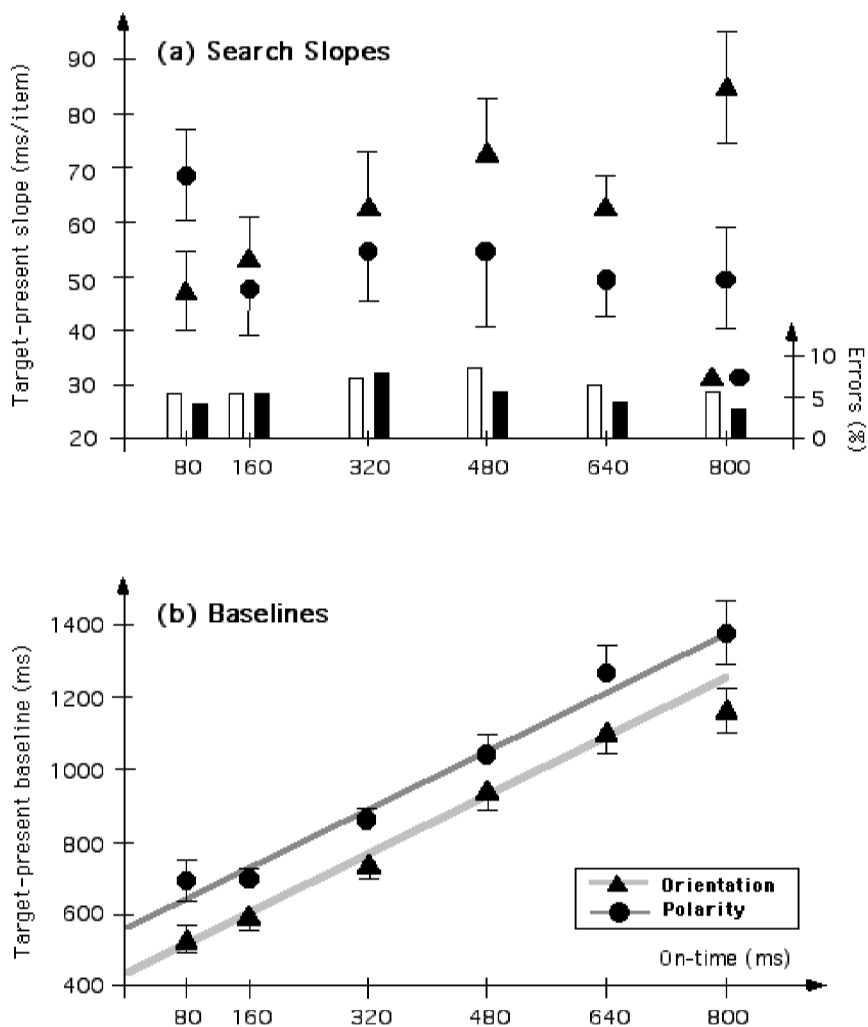 (a) Search Slopes
Target-present slope (ms/item)
90
80
70
60
50
40
30
20
10
5
0
Errors (%)
80 160 320 480 640 800
(b) Baselines
Target-present baseline (ms)
1400
1200
1000
800
600
400
Orientation
Polarity
On-time (ms)
80 160 320 480 640 800